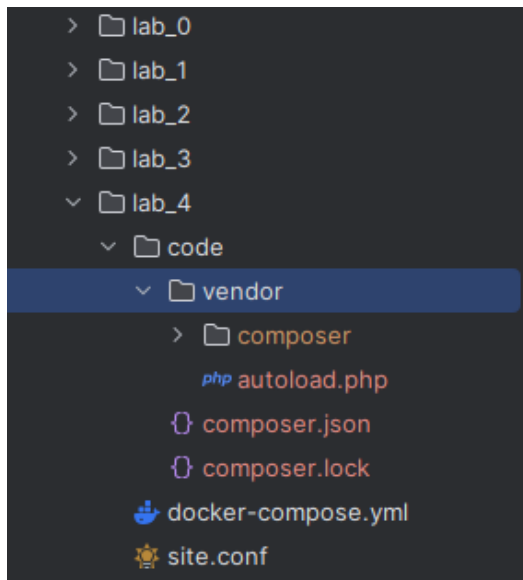 lab_0
lab_1
lab_2
lab_3
lab_4
code
vendor
composer
php autoload.php
{} composer.json
{} composer.lock
docker-compose.yml
site.conf